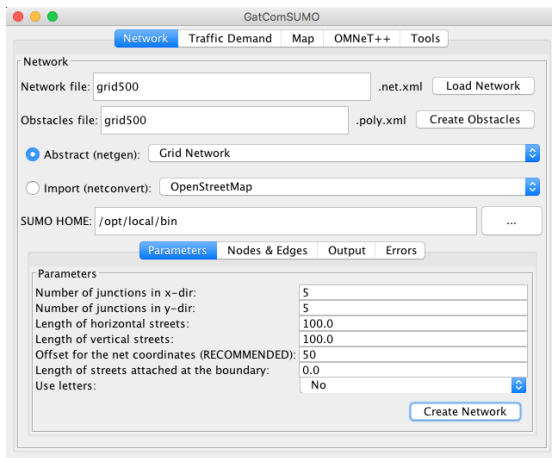 GatComSUMO
Network Traffic Demand Map OMNeT++ Tools
Network
Network file: grid500 .net.xml Load Network
Obstacles file: grid500 .poly.xml Create Obstacles
Abstract (netgen): Grid Network
Import (netconvert): OpenStreetMap
SUMO HOME: /opt/local/bin ...
Parameters Nodes & Edges Output Errors
Parameters
Number of junctions in x-dir: 5
Number of junctions in y-dir: 5
Length of horizontal streets: 100.0
Length of vertical streets: 100.0
Offset for the net coordinates (RECOMMENDED): 50
Length of streets attached at the boundary: 0.0
Use letters: No
Create Network